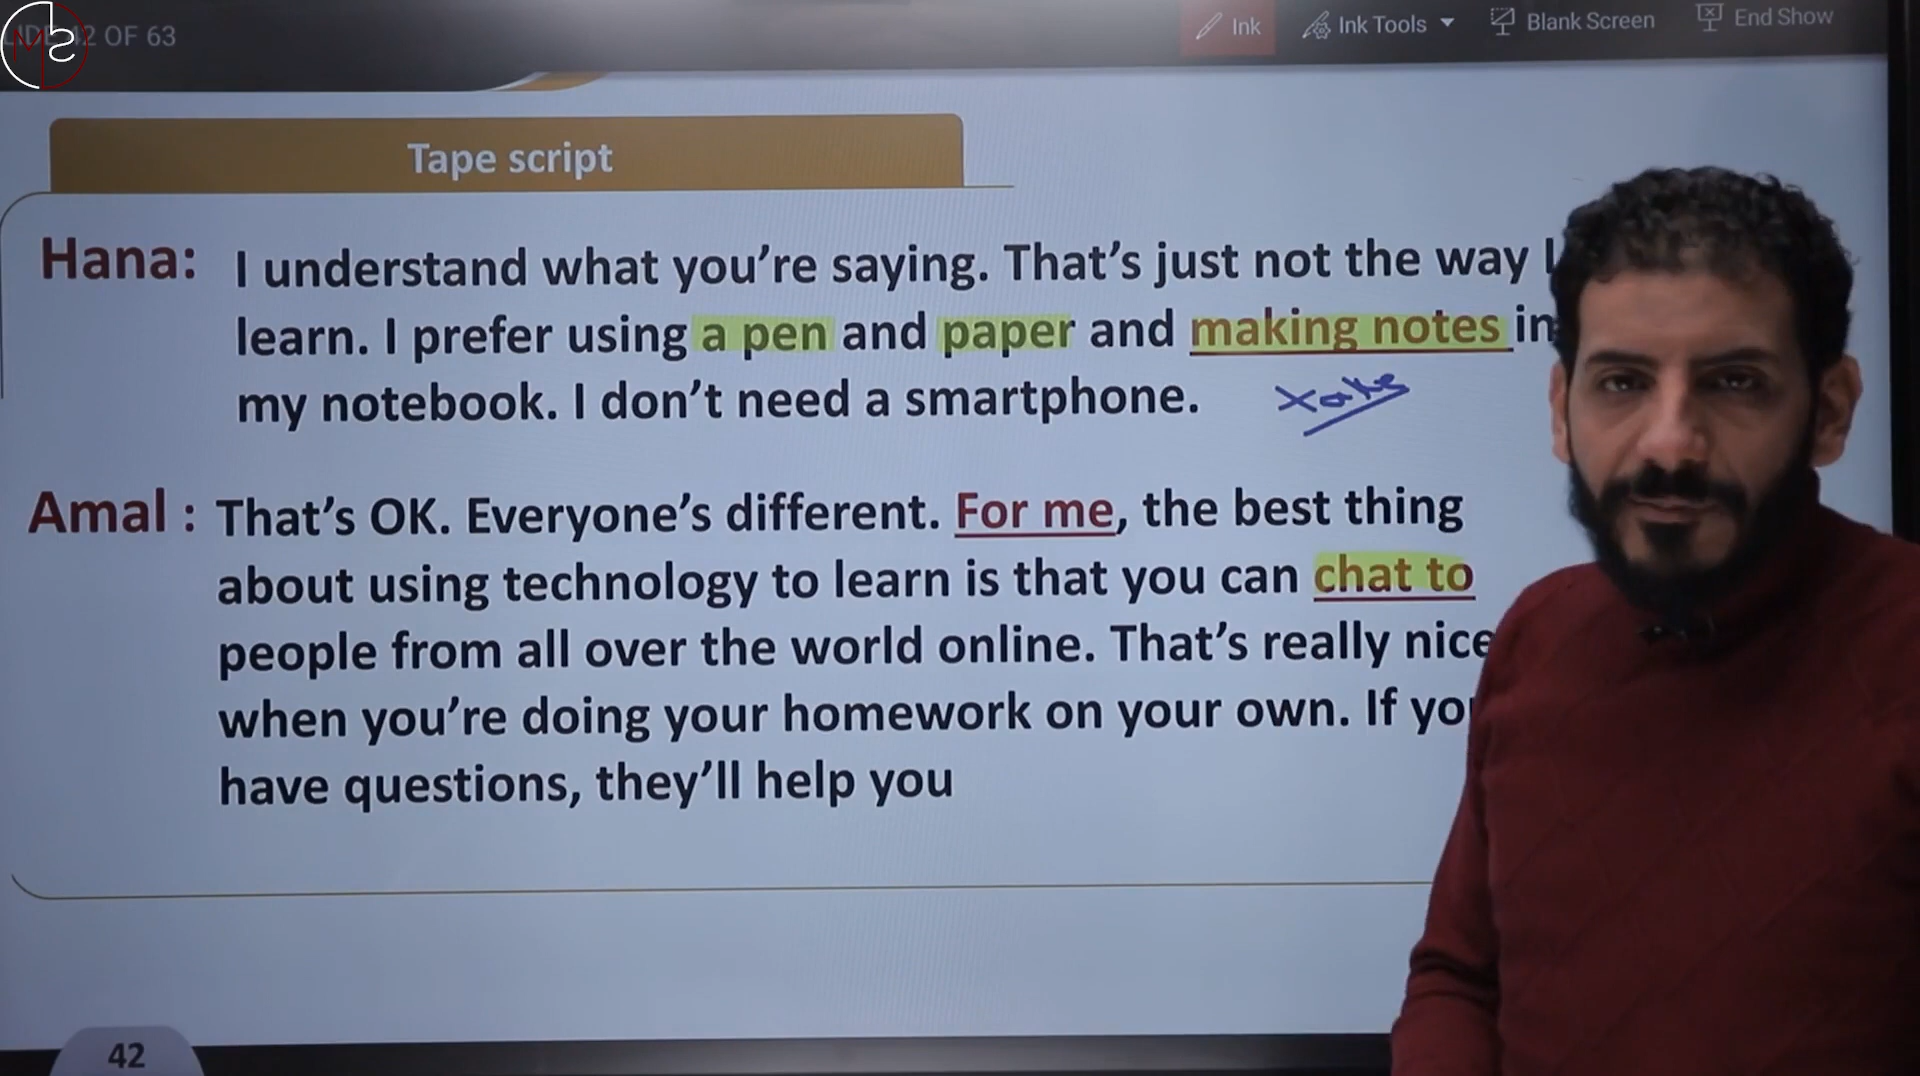 42 OF 63
Ink
Ink Tools
Blank Screen
End Show
MS
Tape script
Hana: I understand what you're saying. That's just not the way I
learn. I prefer using a pen and paper and making notes in
my notebook. I don't need a smartphone.
Amal : That's OK. Everyone's different. For me, the best thing
about using technology to learn is that you can chat to
people from all over the world online. That's really nice
when you're doing your homework on your own. If
have questions, they'll help you
42